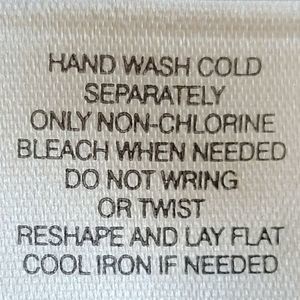 HAND WASH COLD
SEPARATELY
ONLY NON-CHLORINE
BLEACH WHEN NEEDED
DO NOT WRING
OR TWIST
RESHAPE AND LAY FLAT
COOL IRON IF NEEDED